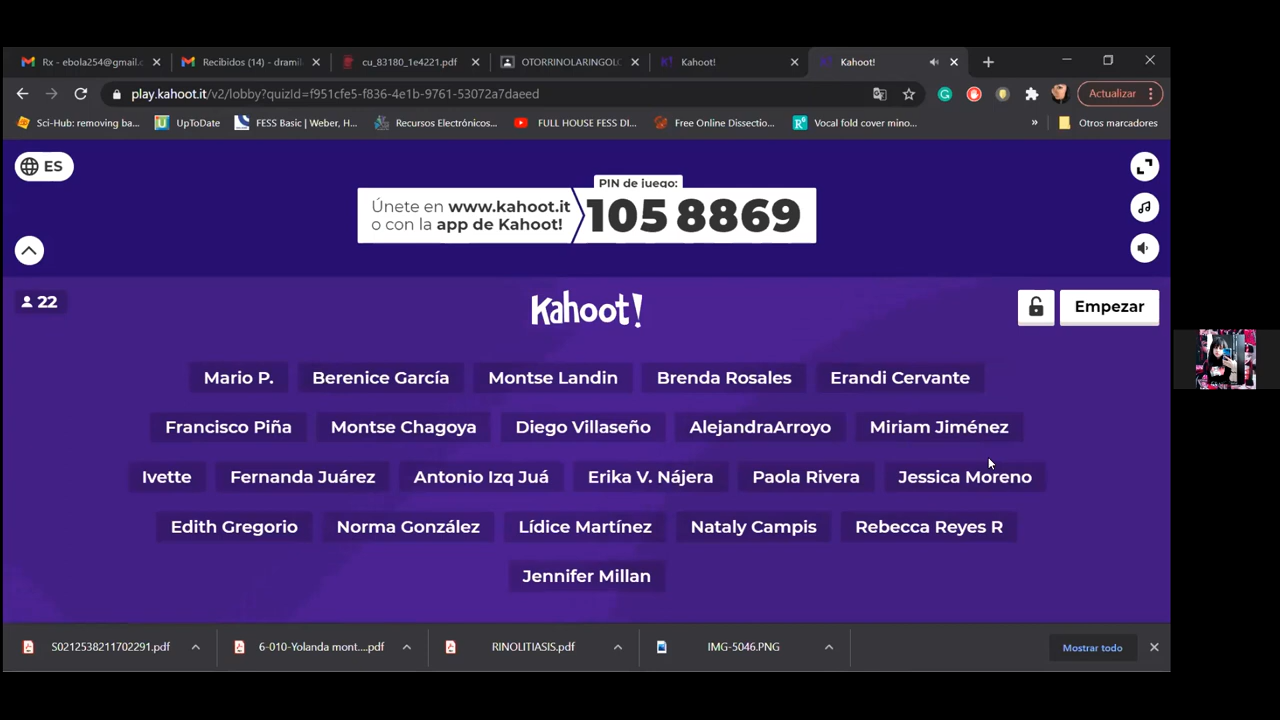 Rx - ebola254@gmail.c
Recibidos (14) - dramil
cu_83180_1e4221.pdf
OTORRINOLARINGOLO
Kahoot!
Kahoot!
play.kahoot.it/v2/lobby?quizId=f951cfe5-f836-4e1b-9761-53072a7daeed
Actualizar
Sci-Hub: removing ba...
UpToDate
FESS Basic | Weber, H...
Recursos Electrónicos...
FULL HOUSE FESS DI...
Free Online Dissectio...
Vocal fold cover mino...
»
Otros marcadores
ES
PIN de juego:
Únete en www.kahoot.it
o con la app de Kahoot!
105 8869
22
Kahoot!
Empezar
Mario P.
Berenice García
Montse Landin
Brenda Rosales
Erandi Cervante
Francisco Piña
Montse Chagoya
Diego Villaseño
AlejandraArroyo
Miriam Jiménez
Ivette
Fernanda Juárez
Antonio Izq Juá
Erika V. Nájera
Paola Rivera
Jessica Moreno
Edith Gregorio
Norma González
Lídice Martínez
Nataly Campis
Rebecca Reyes R
Jennifer Millan
S0212538211702291.pdf
6-010-Yolanda mont....pdf
RINOLITIASIS.pdf
IMG-5046.PNG
Mostrar todo